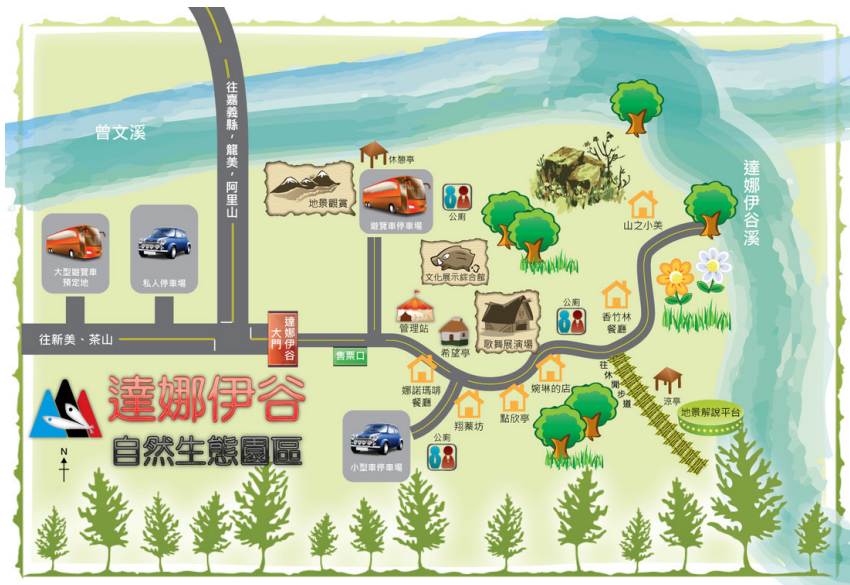 曾文溪
往嘉義縣,龍美,阿里山
達娜伊谷溪
休憩亭
地景觀賞
遊覽車停車場
公廁
山之小美
大型遊覽車
預定地
私人停車場
文化展示綜合館
香竹林
餐廳
公廁
管理站
希望亭
歌舞展演場
達娜伊谷
大門
往新美、茶山
售票口
娜諾瑪啡
餐廳
婉琳的店
點欣亭
翔藝坊
往休閒步道
涼亭
地景解說平台
達娜伊谷
自然生態園區
N
小型車停車場
公廁